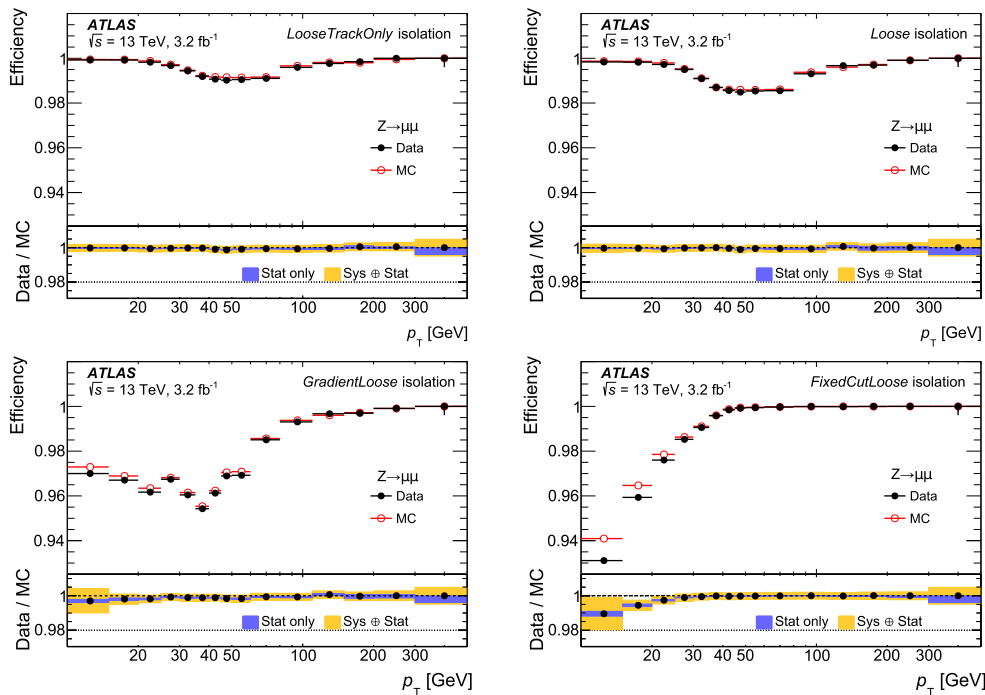 ATLAS
√s = 13 TeV, 3.2 fb⁻¹
LooseTrackOnly isolation
Efficiency
1
0.98
0.96
0.94
Z→μμ
Data
MC
Data / MC
1
0.98
Stat only
Sys ⊕ Stat
20 30 40 50 100 200 300
p_T [GeV]
ATLAS
√s = 13 TeV, 3.2 fb⁻¹
Loose isolation
Efficiency
1
0.98
0.96
0.94
Z→μμ
Data
MC
Data / MC
1
0.98
Stat only
Sys ⊕ Stat
20 30 40 50 100 200 300
p_T [GeV]
ATLAS
√s = 13 TeV, 3.2 fb⁻¹
GradientLoose isolation
Efficiency
1
0.98
0.96
0.94
Z→μμ
Data
MC
Data / MC
1
0.98
Stat only
Sys ⊕ Stat
20 30 40 50 100 200 300
p_T [GeV]
ATLAS
√s = 13 TeV, 3.2 fb⁻¹
FixedCutLoose isolation
Efficiency
1
0.98
0.96
0.94
Z→μμ
Data
MC
Data / MC
1
0.98
Stat only
Sys ⊕ Stat
20 30 40 50 100 200 300
p_T [GeV]